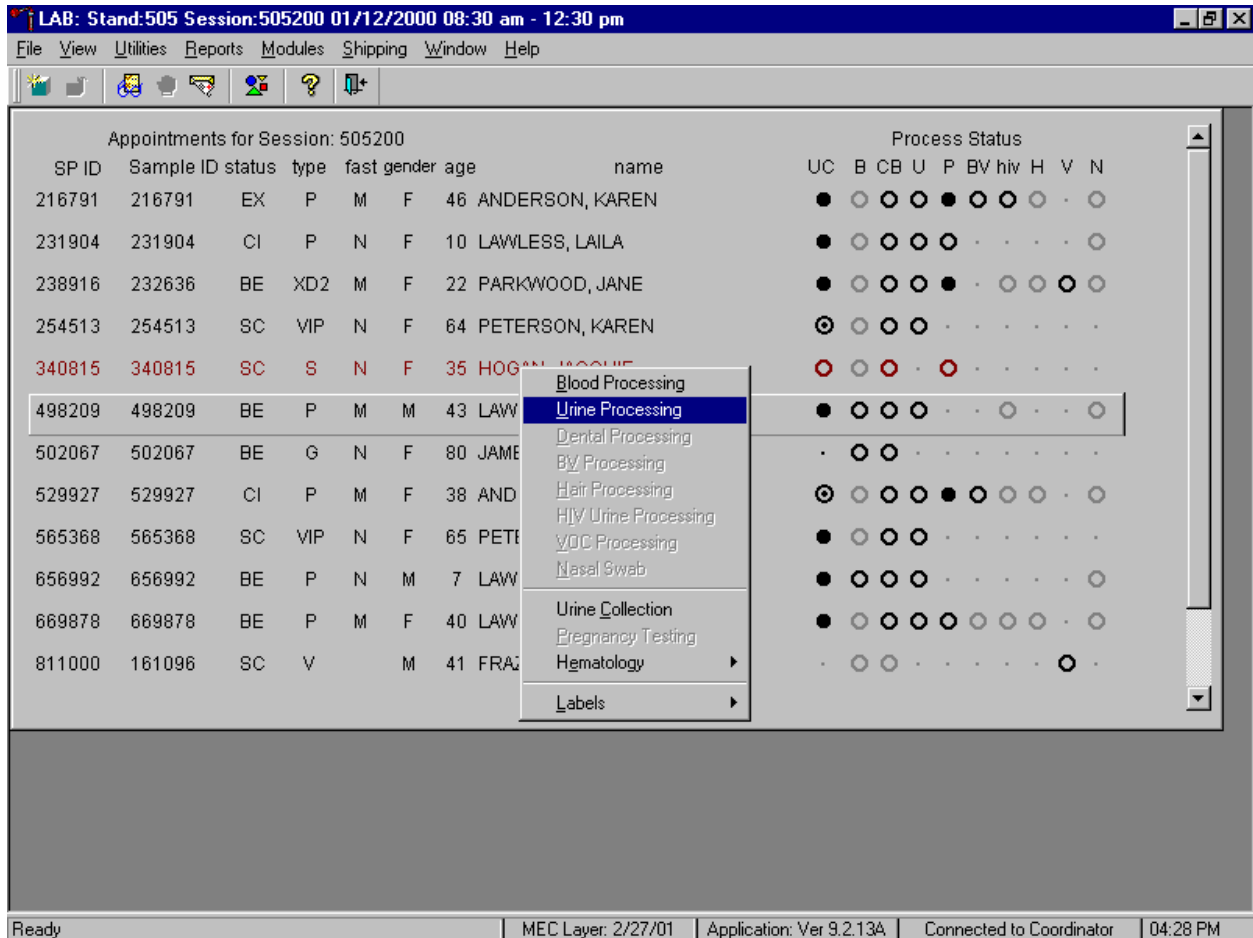 LAB: Stand:505 Session:505200 01/12/2000 08:30 am - 12:30 pm
File View Utilities Reports Modules Shipping Window Help
Appointments for Session: 505200 Process Status
SP ID Sample ID status type fast gender age name UC B CB U P BV hiv H V N
216791 216791 EX P M F 46 ANDERSON, KAREN
231904 231904 CI P N F 10 LAWLESS, LAILA
238916 232636 BE XD2 M F 22 PARKWOOD, JANE
254513 254513 SC VIP N F 64 PETERSON, KAREN
340815 340815 SC S N F 35
498209 498209 BE P M M 43 LAW
502067 502067 BE G N F 80 JAME
529927 529927 CI P M F 38 AND
565368 565368 SC VIP N F 65 PETE
656992 656992 BE P N M 7 LAW
669878 669878 BE P M F 40 LAW
811000 161096 SC V M 41 FRAZ
Blood Processing
Urine Processing
Dental Processing
BV Processing
Hair Processing
HIV Urine Processing
VOC Processing
Nasal Swab
Urine Collection
Pregnancy Testing
Hematology
Labels
Ready MEC Layer: 2/27/01 Application: Ver 9.2.13A Connected to Coordinator 04:28 PM